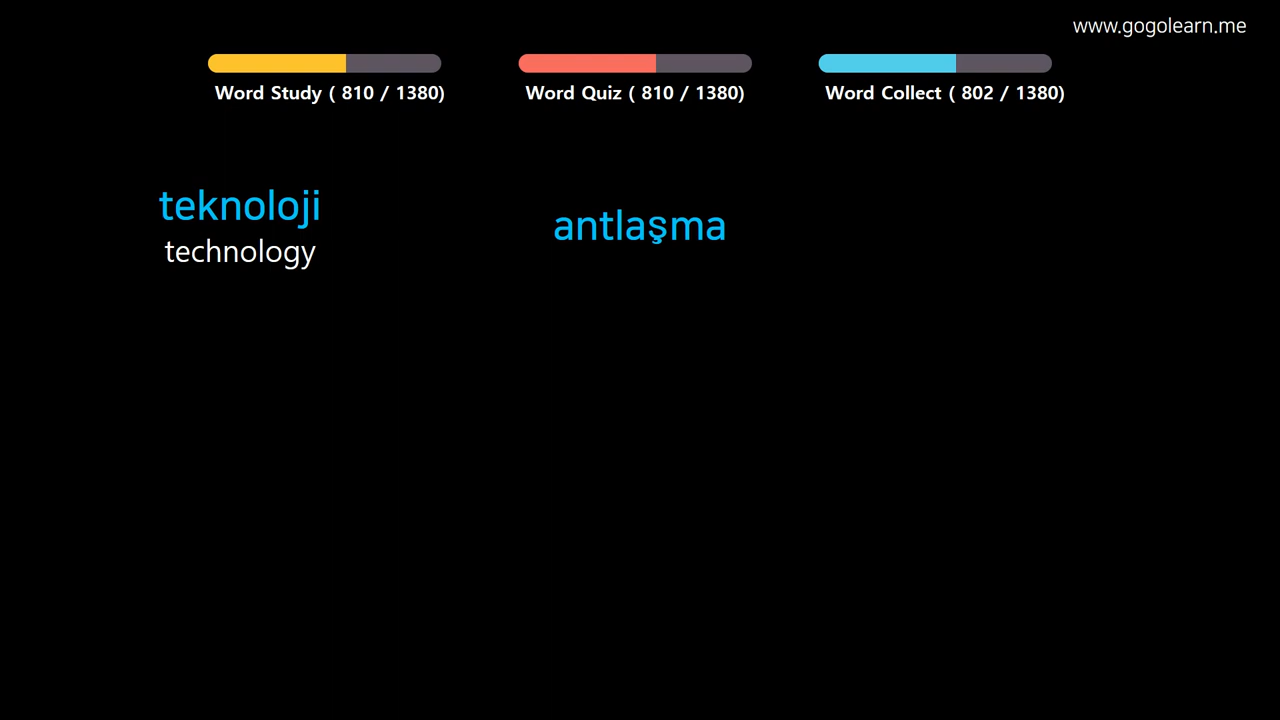 www.gogolearn.me
Word Study ( 810 / 1380)
Word Quiz ( 810 / 1380)
Word Collect ( 802 / 1380)
teknoloji
technology
antlaşma